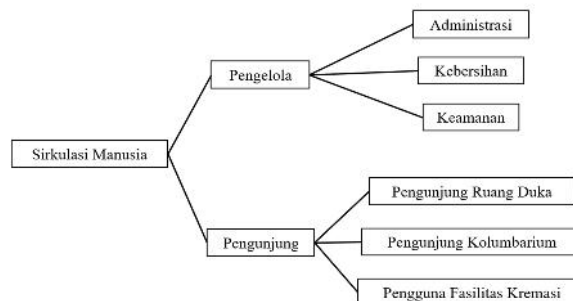 Administrasi
Pengelola
Kebersihan
Keamanan
Sirkulasi Manusia
Pengunjung Ruang Duka
Pengunjung
Pengunjung Kolumbarium
Pengguna Fasilitas Kremasi